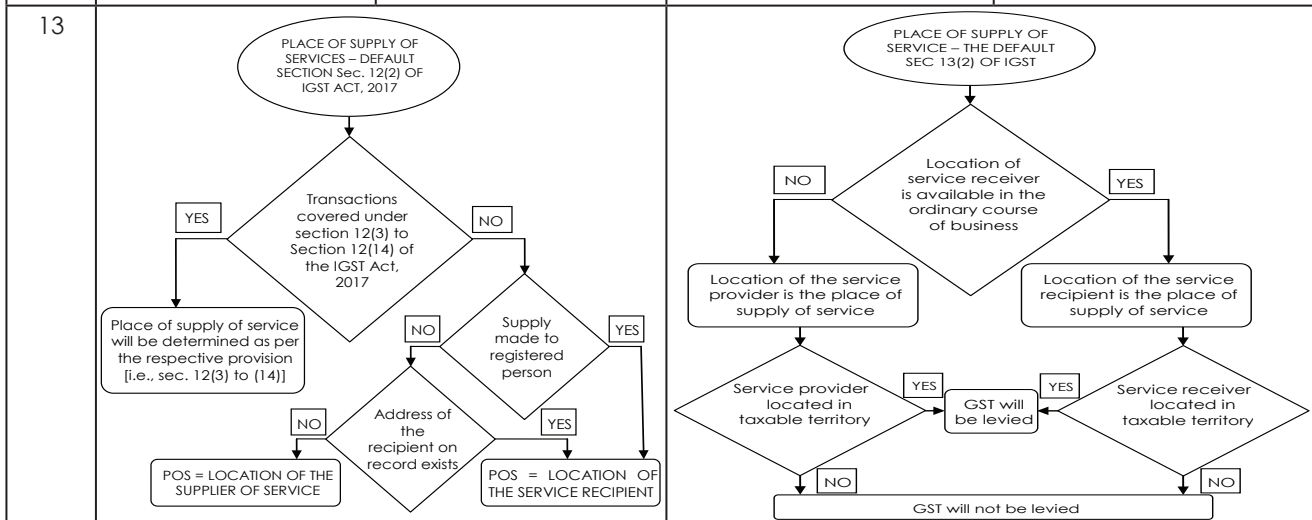 13
PLACE OF SUPPLY OF
SERVICES – DEFAULT
SECTION Sec. 12(2) OF
IGST ACT, 2017
Transactions
covered under
section 12(3) to
Section 12(14) of
the IGST Act,
2017
YES
NO
Place of supply of service
will be determined as per
the respective provision
[i.e., sec. 12(3) to (14)]
Supply
made to
registered
person
NO
YES
Address of
the
recipient on
record exists
NO
YES
POS = LOCATION OF THE
SUPPLIER OF SERVICE
POS = LOCATION OF
THE SERVICE RECIPIENT
PLACE OF SUPPLY OF
SERVICE – THE DEFAULT
SEC 13(2) OF IGST
Location of
service receiver
is available in the
ordinary course
of business
NO
YES
Location of the service
provider is the place of
supply of service
Location of the service
recipient is the place of
supply of service
Service provider
located in
taxable territory
YES
GST will
be levied
YES
Service receiver
located in
taxable territory
NO
NO
GST will not be levied